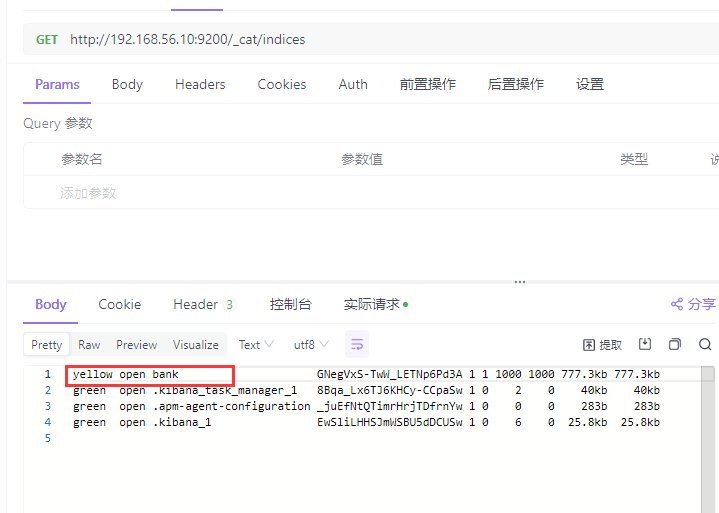 GET http://192.168.56.10:9200/_cat/indices
Params Body Headers Cookies Auth 前置操作 后置操作 设置
Query 参数
参数名 参数值 类型
添加参数
Body Cookie Header 3 控制台 实际请求 分享
Pretty Raw Preview Visualize Text utf8 提取
1 yellow open bank GNegVxS-TwW_LETNp6Pd3A 1 1 1000 1000 777.3kb 777.3kb
2 green open .kibana_task_manager_1 8Bqa_Lx6TJ6KHCy-CCpaSw 1 0 2 0 40kb 40kb
3 green open .apm-agent-configuration _juEfNtQTimrHrjTDfrnYw 1 0 0 0 283b 283b
4 green open .kibana_1 EwSliLHHSJmWSBU5dDCUSw 1 0 6 0 25.8kb 25.8kb
5